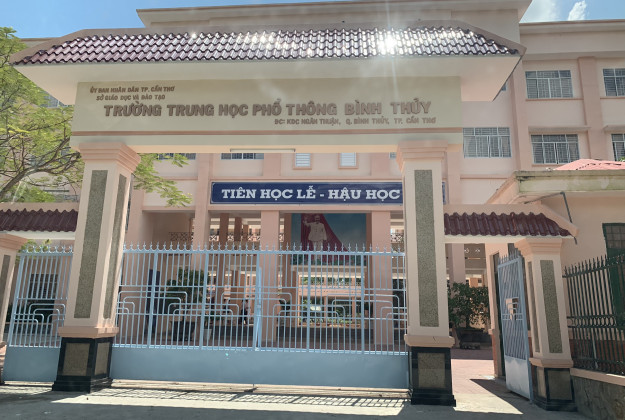 ỦY BAN NHÂN DÂN TP. CẦN THƠ
SỞ GIÁO DỤC VÀ ĐÀO TẠO
TRƯỜNG TRUNG HỌC PHỔ THÔNG BÌNH THỦY
ĐC: KDC NGÂN THUẬN, Q. BÌNH THỦY, TP. CẦN THƠ
TIÊN HỌC LỄ - HẬU HỌC